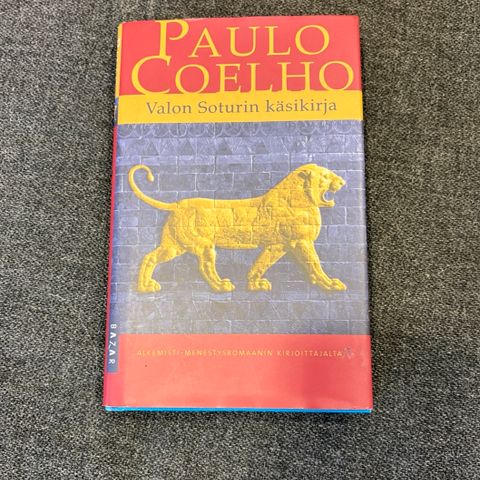 PAULO
COELHO
Valon Soturin käsikirja
ALKEMISTI-MENESTYSROMAANIN KIRJOITTAJALTA
BAZAR